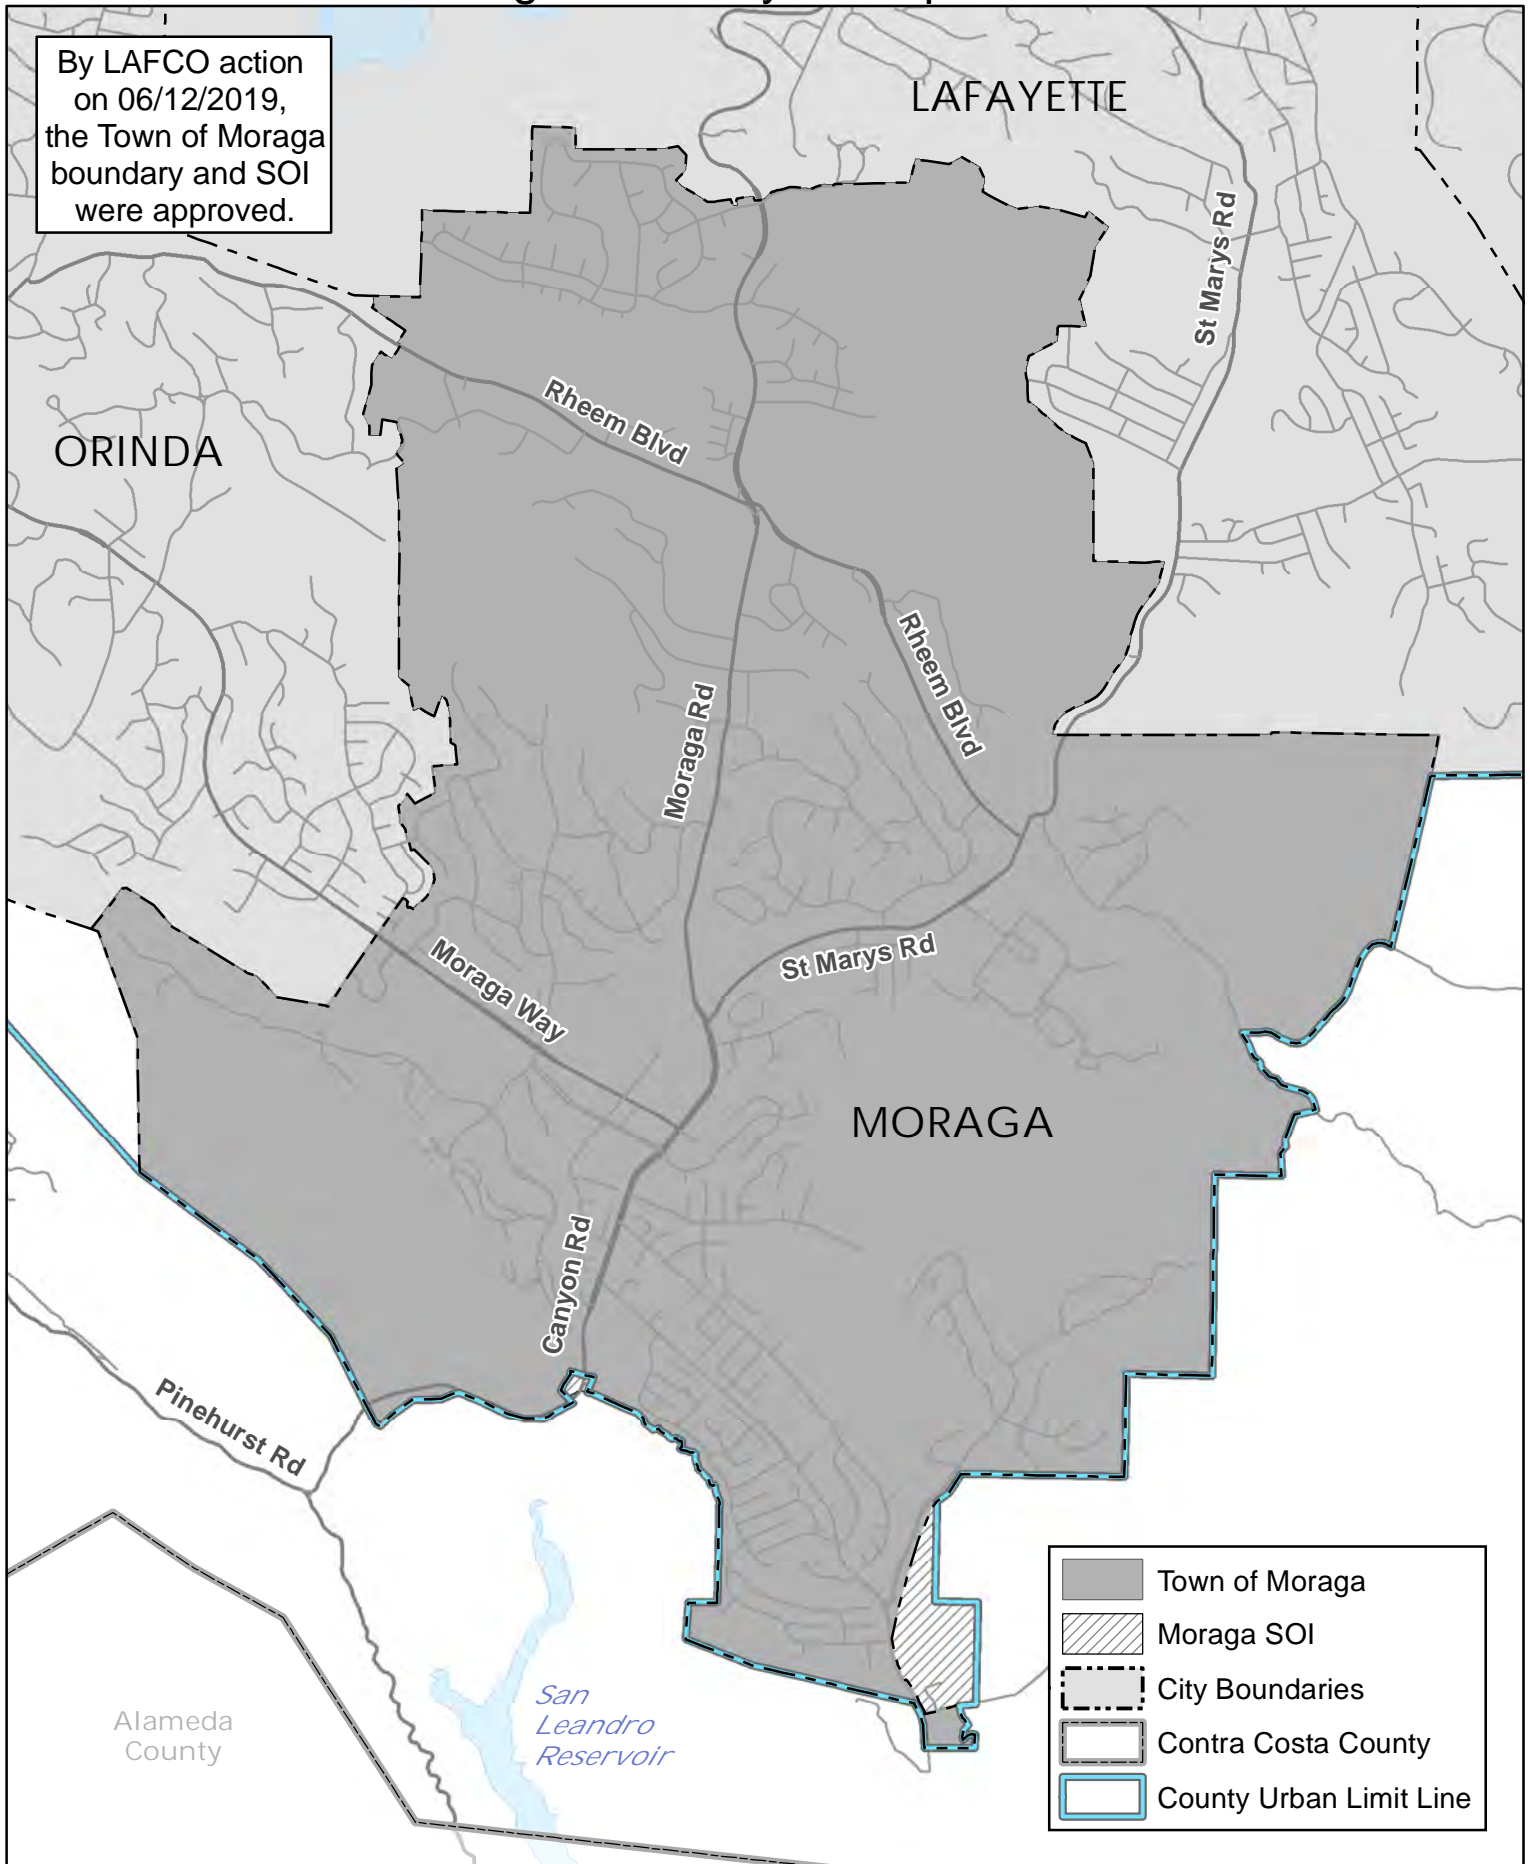 By LAFCO action
on 06/12/2019,
the Town of Moraga
boundary and SOI
were approved.
LAFAYETTE
St Marys Rd
Rheem Blvd
ORINDA
Rheem Blvd
Moraga Rd
St Marys Rd
Moraga Way
MORAGA
Canyon Rd
Pinehurst Rd
San
Leandro
Reservoir
Alameda
County
Town of Moraga
Moraga SOI
City Boundaries
Contra Costa County
County Urban Limit Line